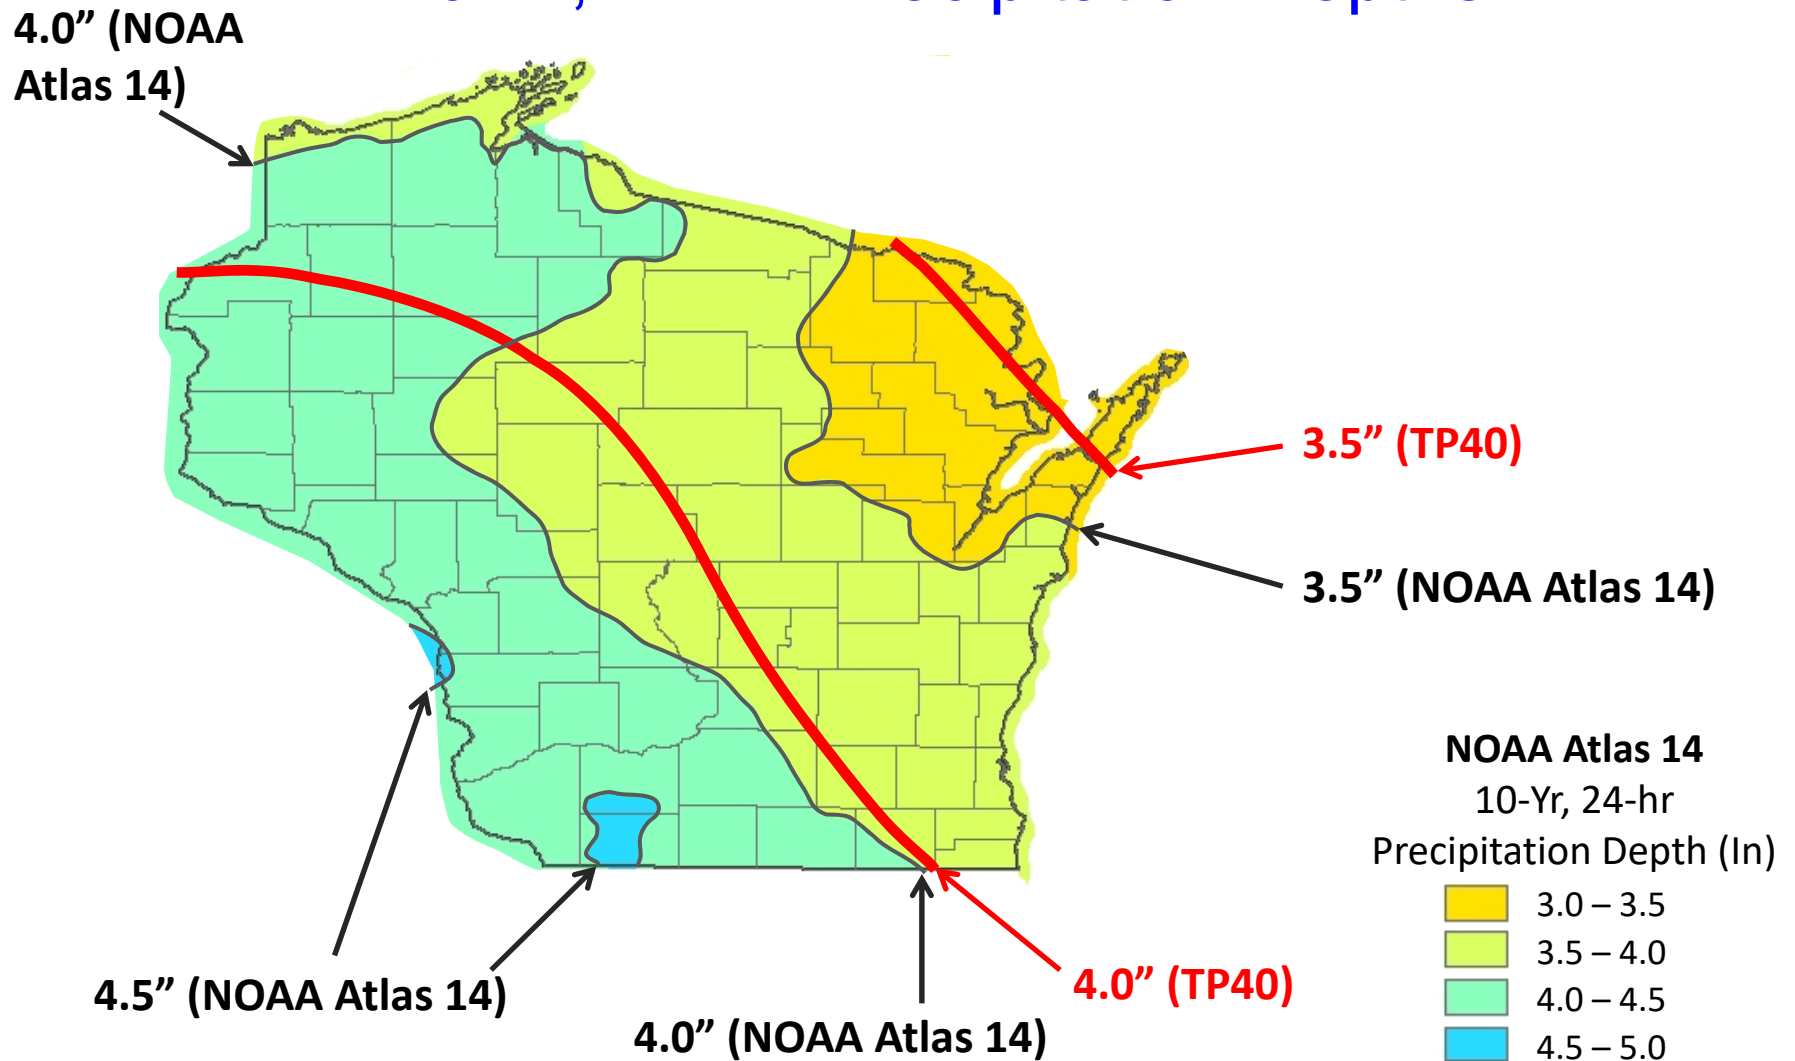 4.0” (NOAA
Atlas 14)
3.5” (TP40)
3.5” (NOAA Atlas 14)
NOAA Atlas 14
10-Yr, 24-hr
Precipitation Depth (In)
3.0 – 3.5
3.5 – 4.0
4.0 – 4.5
4.5 – 5.0
4.5” (NOAA Atlas 14)
4.0” (TP40)
4.0” (NOAA Atlas 14)